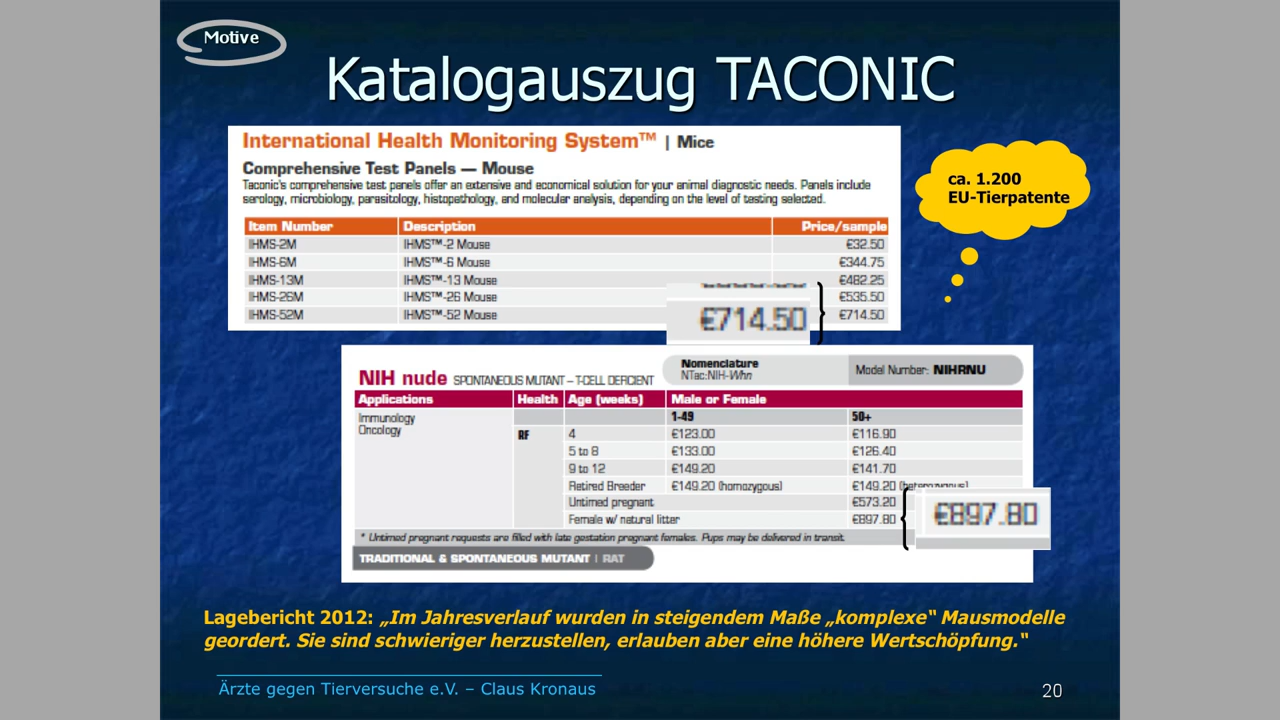 Motive
Katalogauszug TACONIC
International Health Monitoring System™ | Mice
Comprehensive Test Panels — Mouse
Taconic's comprehensive test panels offer an extensive and economical solution for your animal diagnostic needs. Panels include
serology, microbiology, parasitology, histopathology, and molecular analysis, depending on the level of testing selected.
Item Number Description Price/sample
IHMS-2M IHMS™-2 Mouse €32.50
IHMS-6M IHMS™-6 Mouse €344.75
IHMS-13M IHMS™-13 Mouse €482.25
IHMS-26M IHMS™-26 Mouse €535.50
IHMS-52M IHMS™-52 Mouse €714.50
€714.50
ca. 1.200
EU-Tierpatente
NIH nude SPONTANEOUS MUTANT – T-CELL DEFICIENT
Nomenclature
NTac:NIH-Whn
Model Number: NIHRNU
Applications Health Age (weeks) Male or Female
1-49 50+
Immunology
Oncology
RF 4 €123.00 €116.90
5 to 8 €133.00 €126.40
9 to 12 €149.20 €141.70
Retired Breeder €149.20 (homozygous) €149.20 (heterozygous)
Untimed pregnant €573.20
Female w/ natural litter €897.80
€897.80
* Untimed pregnant requests are filled with late gestation pregnant females. Pups may be delivered in transit.
TRADITIONAL & SPONTANEOUS MUTANT | RAT
Lagebericht 2012: „Im Jahresverlauf wurden in steigendem Maße „komplexe“ Mausmodelle
geordert. Sie sind schwieriger herzustellen, erlauben aber eine höhere Wertschöpfung.“
Ärzte gegen Tierversuche e.V. – Claus Kronaus
20